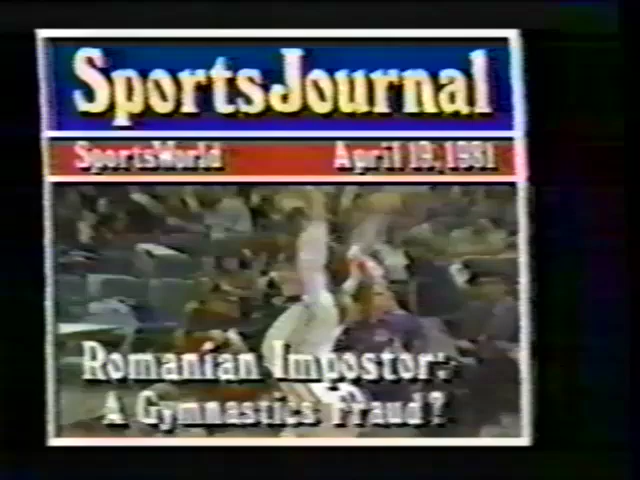 SportsJournal
SportsWorld April 19, 1981
Romanian Impostor:
A Gymnastics Fraud?